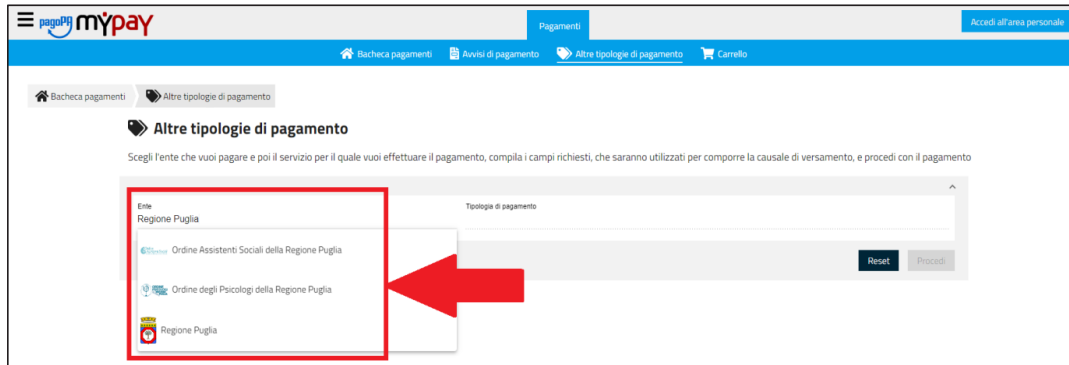 pagoPA mypay
Pagamenti
Accedi all'area personale
Bacheca pagamenti Avvisi di pagamento Altre tipologie di pagamento Carrello
Bacheca pagamenti Altre tipologie di pagamento
Altre tipologie di pagamento
Scegli l'ente che vuoi pagare e poi il servizio per il quale vuoi effettuare il pagamento, compila i campi richiesti, che saranno utilizzati per comporre la causale di versamento, e procedi con il pagamento
Ente
Regione Puglia
Tipologia di pagamento
Ordine Assistenti Sociali della Regione Puglia
Ordine degli Psicologi della Regione Puglia
Regione Puglia
Reset Procedi